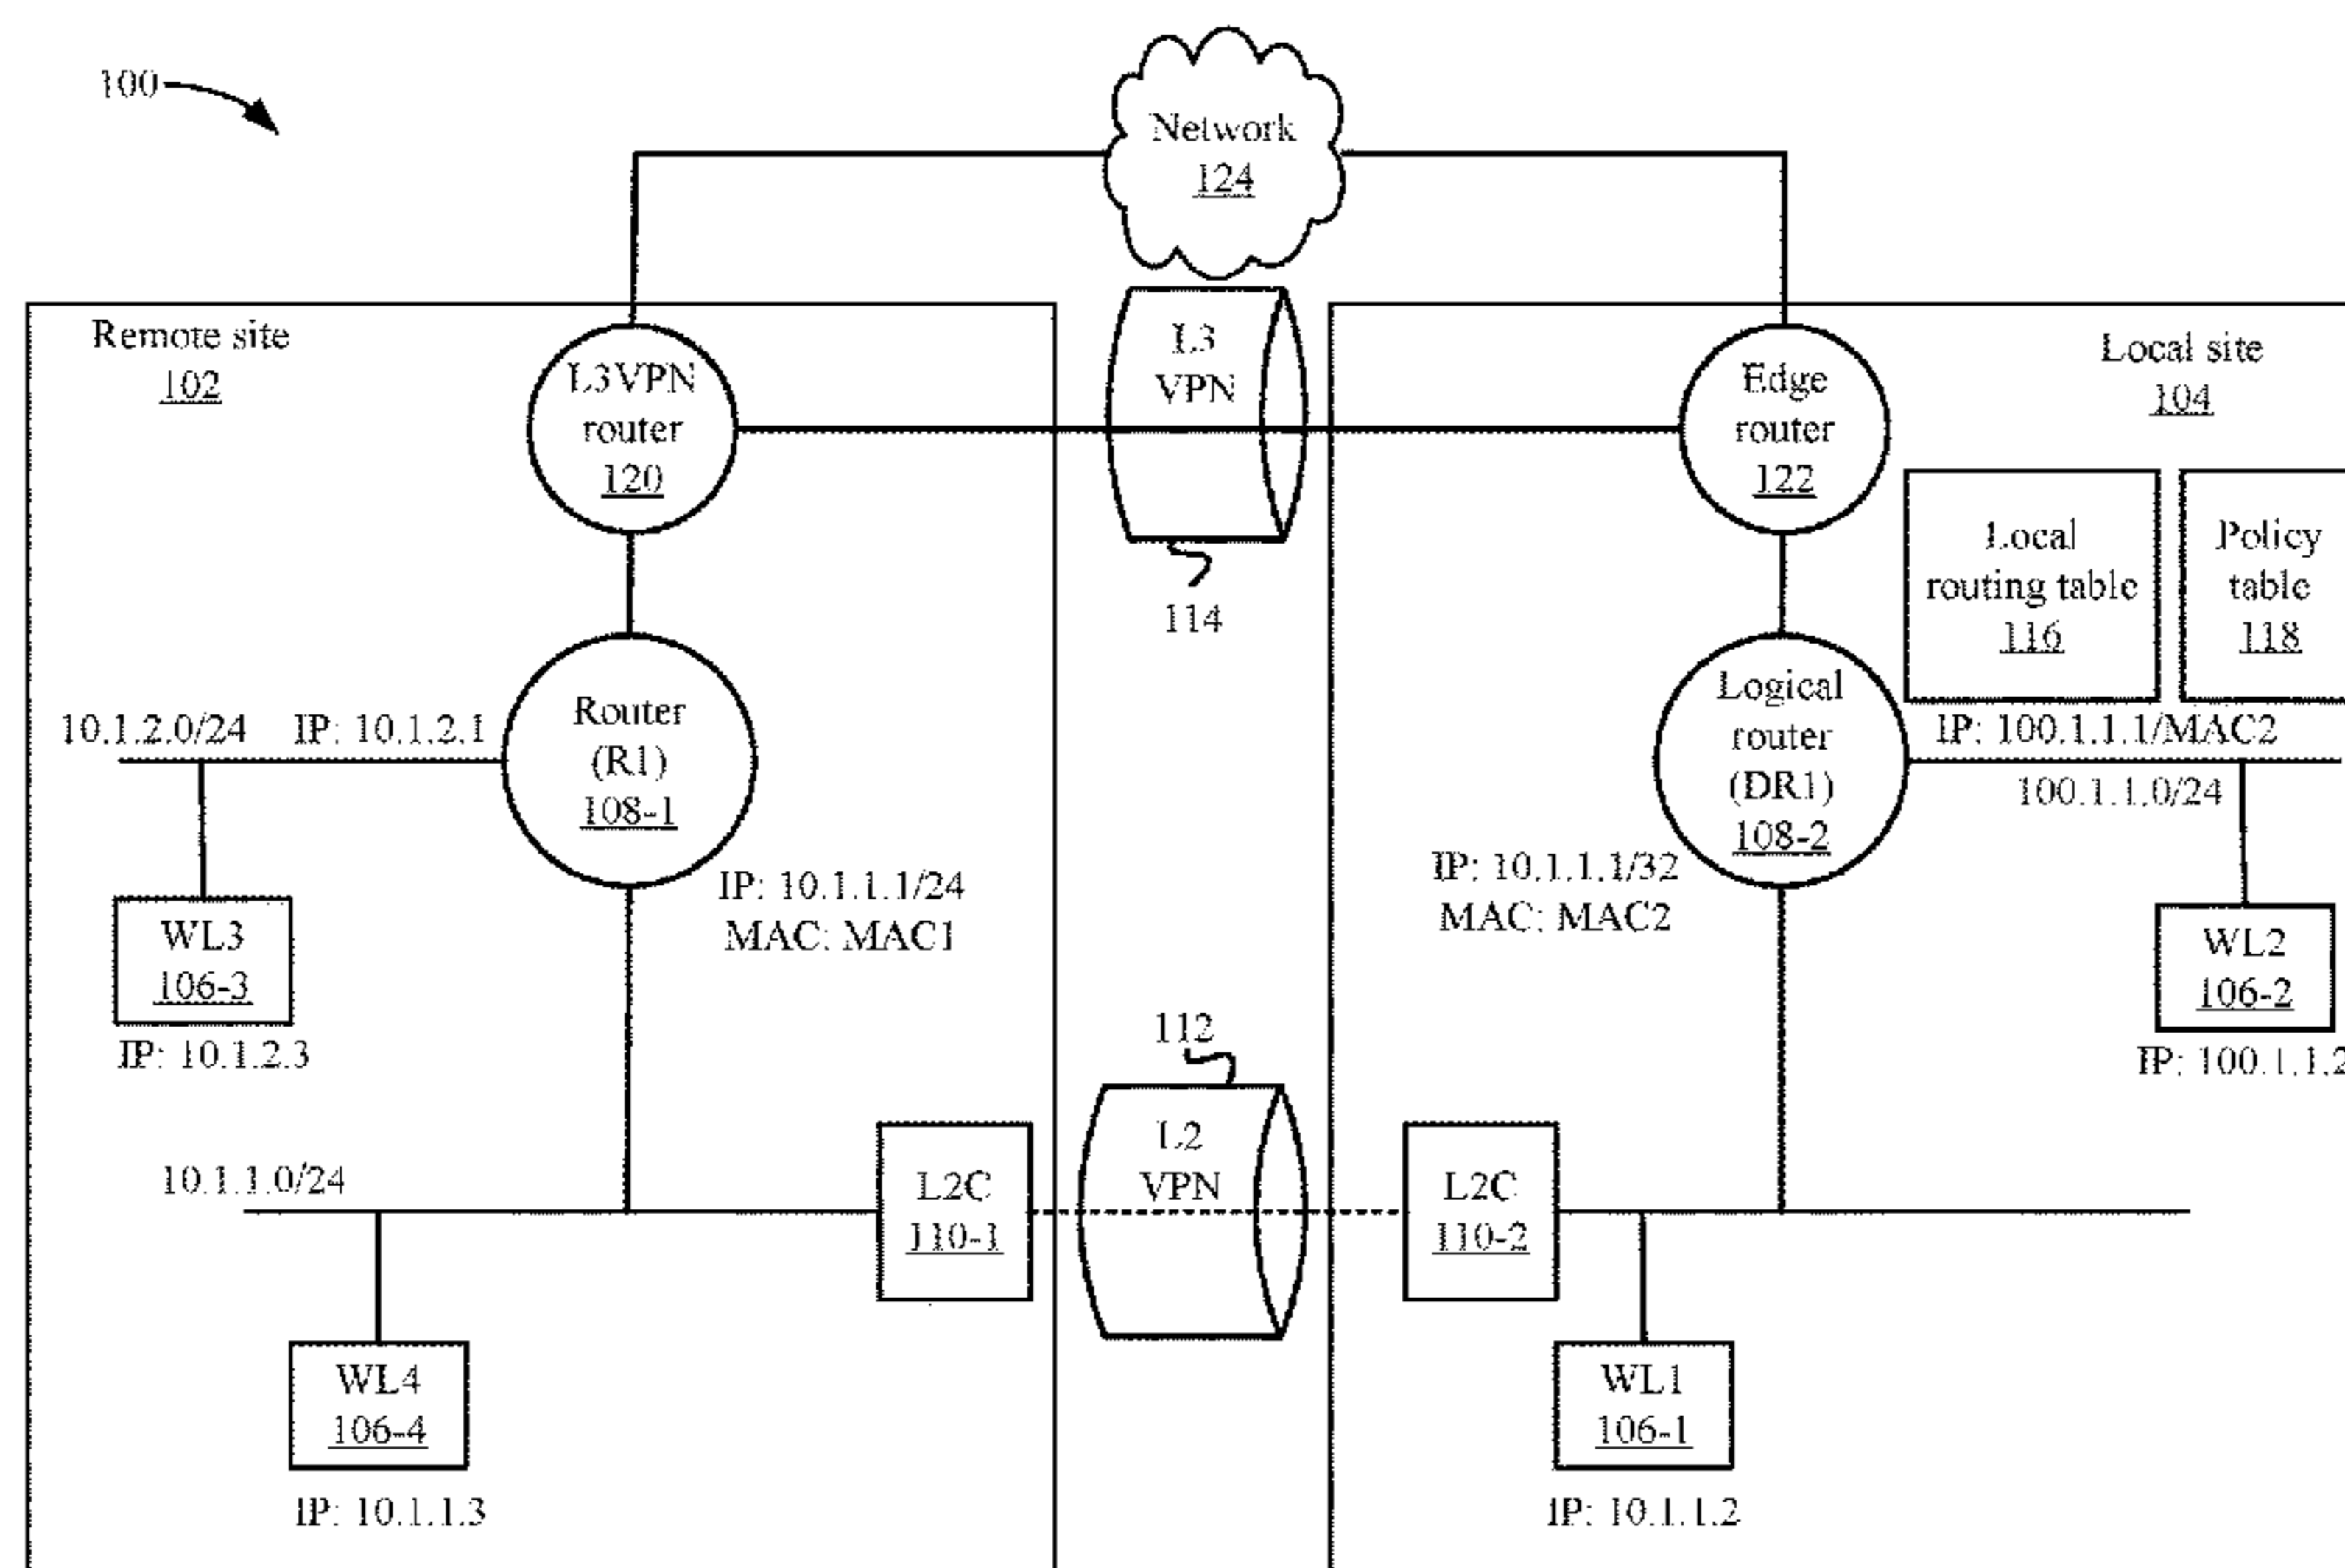 100
Network
124
Remote site
102
L3VPN
router
120
L3
VPN
114
Edge
router
122
Local site
104
Local
routing table
116
Policy
table
118
10.1.2.0/24
IP: 10.1.2.1
Router
(R1)
108-1
IP: 10.1.1.1/24
MAC: MAC1
Logical
router
(DR1)
108-2
IP: 100.1.1.1/MAC2
100.1.1.0/24
IP: 10.1.1.1/32
MAC: MAC2
WL3
106-3
IP: 10.1.2.3
WL2
106-2
IP: 100.1.1.2
112
L2
VPN
10.1.1.0/24
L2C
110-1
L2C
110-2
WL4
106-4
IP: 10.1.1.3
WL1
106-1
IP: 10.1.1.2